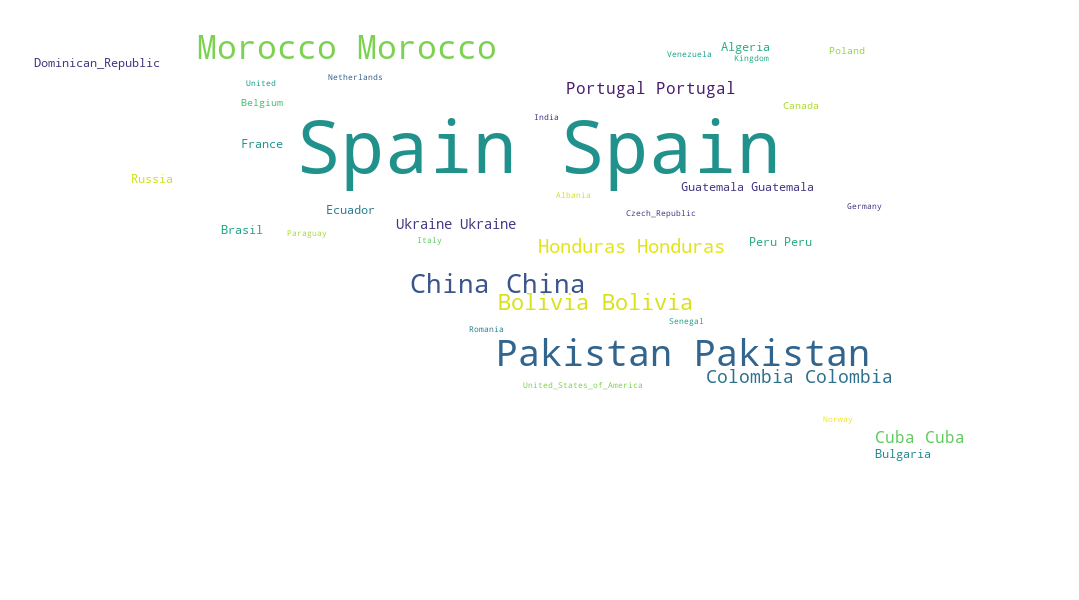 Morocco Morocco
Algeria
Poland
Venezuela
Kingdom
Dominican_Republic
Netherlands
United
Portugal Portugal
Belgium
Canada
India
France
Spain Spain
Russia
Guatemala Guatemala
Albania
Germany
Ecuador
Czech_Republic
Ukraine Ukraine
Brasil
Paraguay
Italy
Honduras Honduras
Peru Peru
China China
Bolivia Bolivia
Senegal
Romania
Pakistan Pakistan
Colombia Colombia
United_States_of_America
Norway
Cuba Cuba
Bulgaria